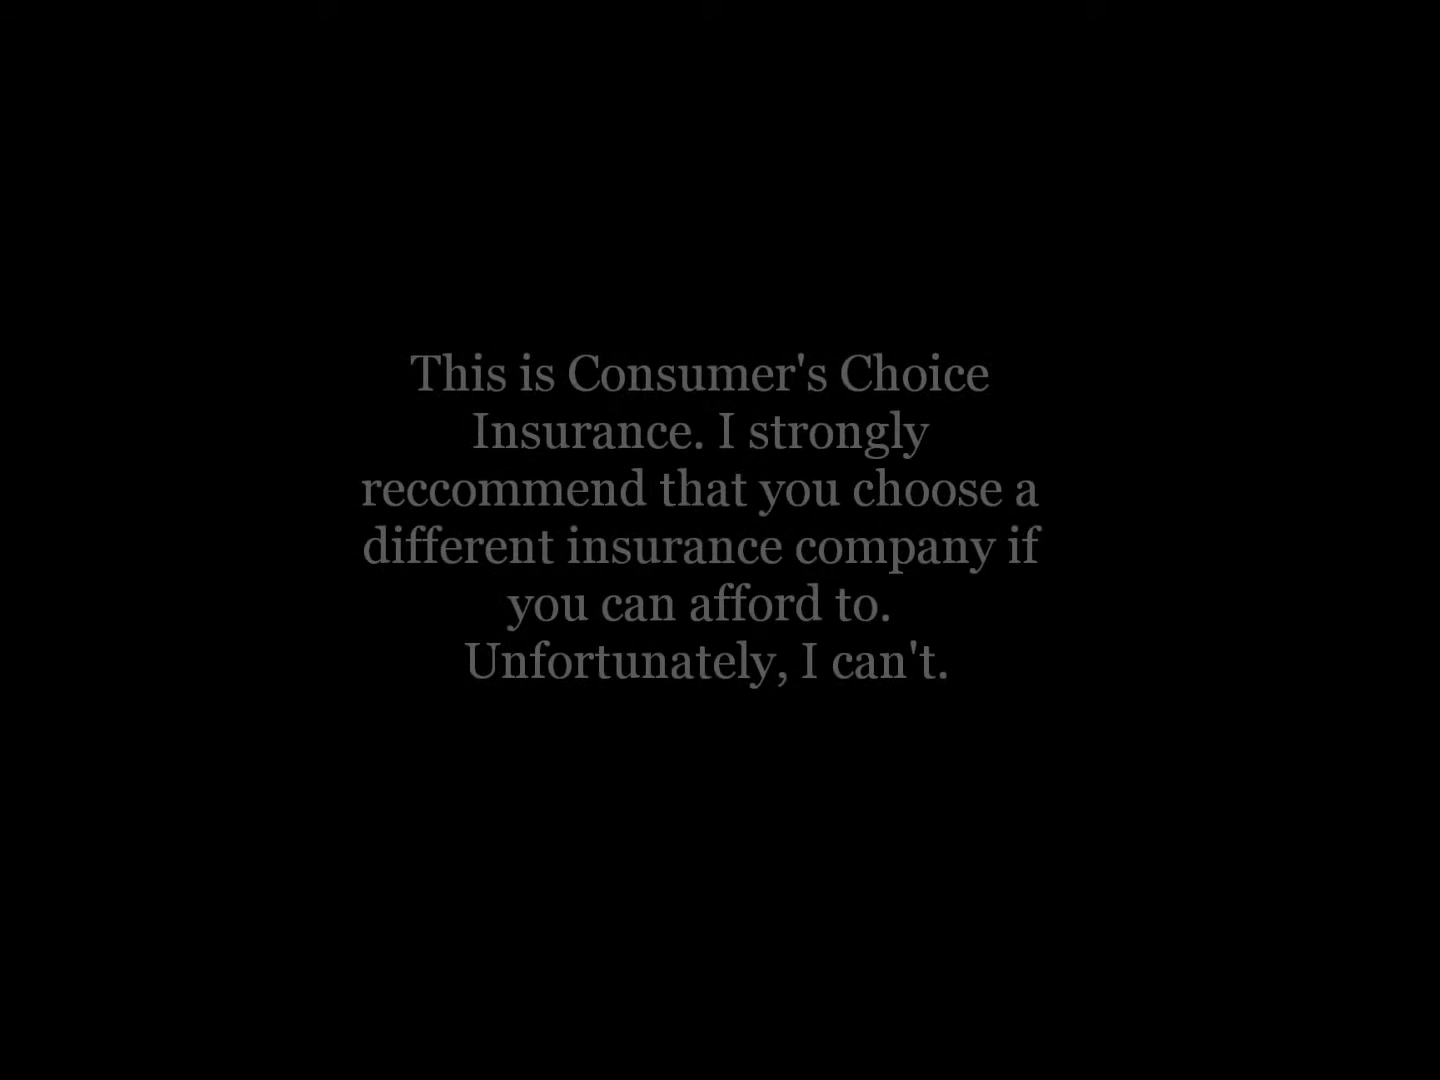 This is Consumer's Choice
Insurance. I strongly
reccommend that you choose a
different insurance company if
you can afford to.
Unfortunately, I can't.